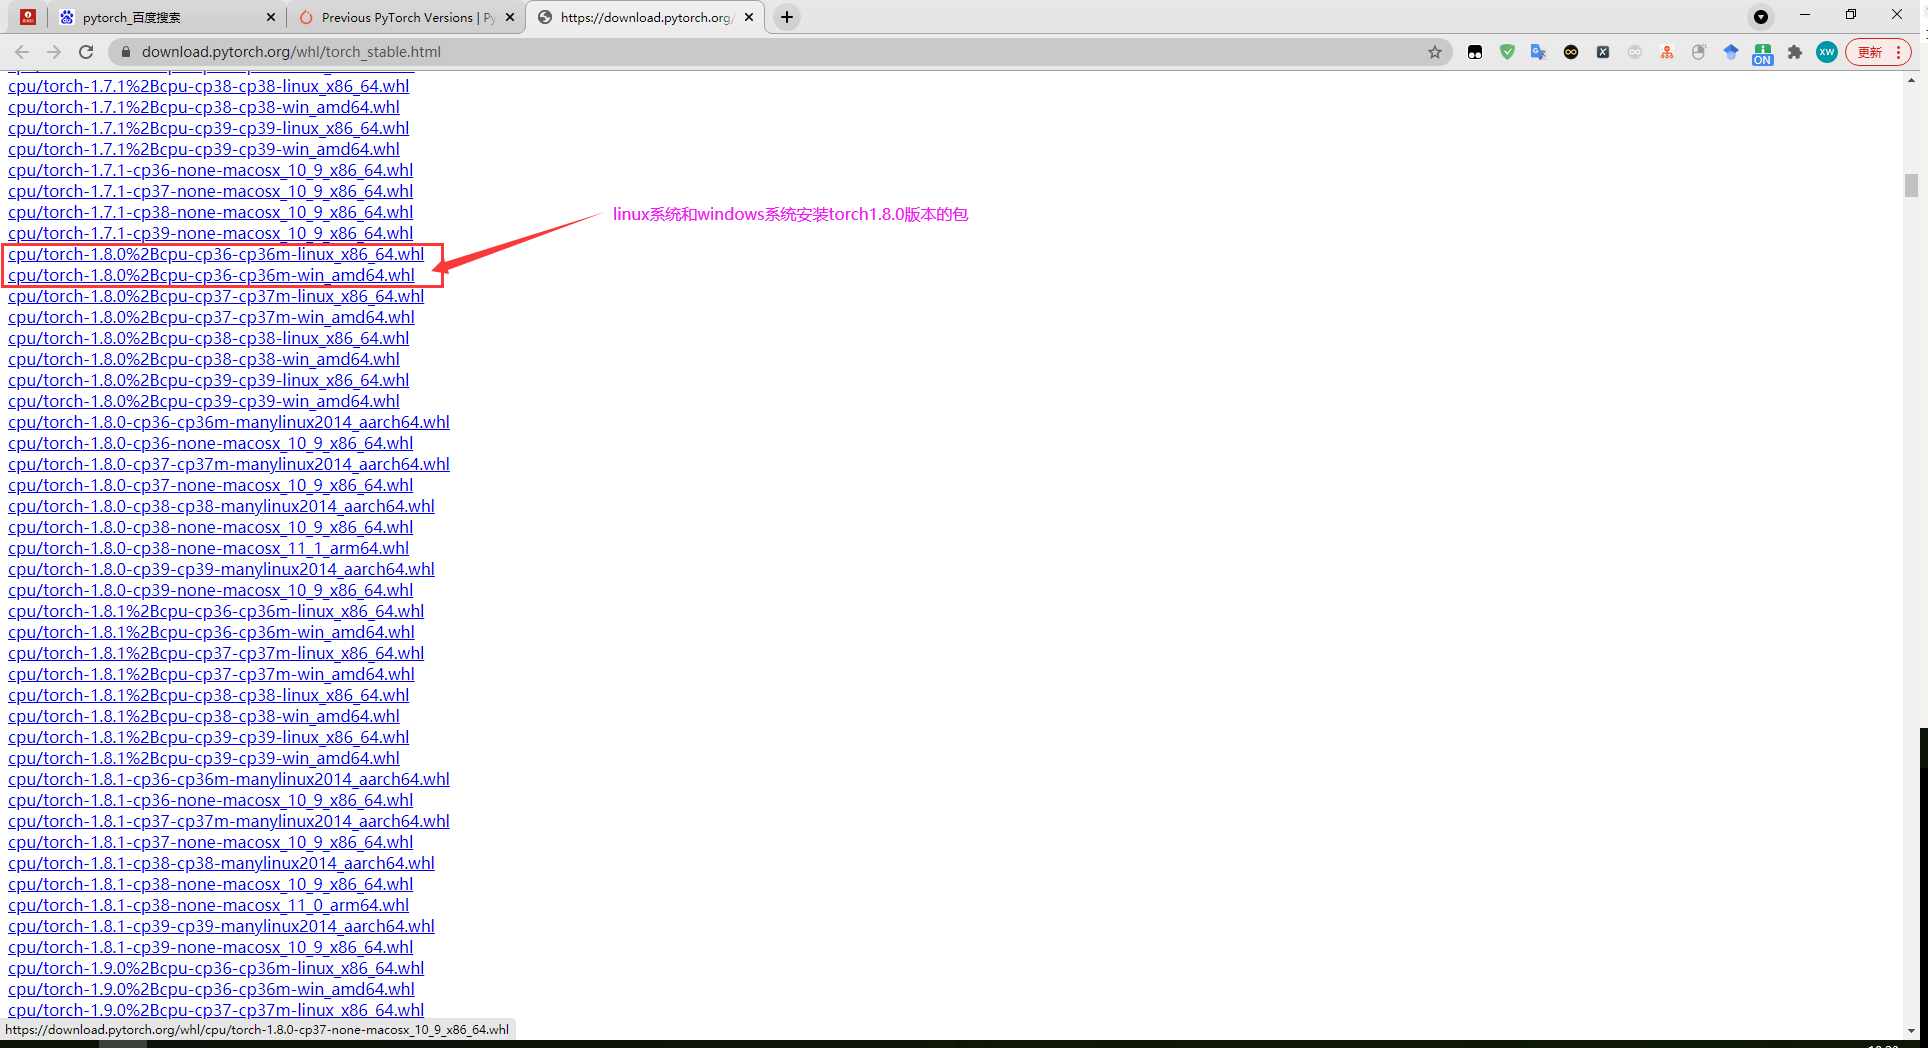 pytorch_百度搜索
Previous PyTorch Versions | Py
https://download.pytorch.org/
download.pytorch.org/whl/torch_stable.html
ON
XW
更新
cpu/torch-1.7.1%2Bcpu-cp38-cp38-linux_x86_64.whl
cpu/torch-1.7.1%2Bcpu-cp38-cp38-win_amd64.whl
cpu/torch-1.7.1%2Bcpu-cp39-cp39-linux_x86_64.whl
cpu/torch-1.7.1%2Bcpu-cp39-cp39-win_amd64.whl
cpu/torch-1.7.1-cp36-none-macosx_10_9_x86_64.whl
cpu/torch-1.7.1-cp37-none-macosx_10_9_x86_64.whl
cpu/torch-1.7.1-cp38-none-macosx_10_9_x86_64.whl
linux系统和windows系统安装torch1.8.0版本的包
cpu/torch-1.7.1-cp39-none-macosx_10_9_x86_64.whl
cpu/torch-1.8.0%2Bcpu-cp36-cp36m-linux_x86_64.whl
cpu/torch-1.8.0%2Bcpu-cp36-cp36m-win_amd64.whl
cpu/torch-1.8.0%2Bcpu-cp37-cp37m-linux_x86_64.whl
cpu/torch-1.8.0%2Bcpu-cp37-cp37m-win_amd64.whl
cpu/torch-1.8.0%2Bcpu-cp38-cp38-linux_x86_64.whl
cpu/torch-1.8.0%2Bcpu-cp38-cp38-win_amd64.whl
cpu/torch-1.8.0%2Bcpu-cp39-cp39-linux_x86_64.whl
cpu/torch-1.8.0%2Bcpu-cp39-cp39-win_amd64.whl
cpu/torch-1.8.0-cp36-cp36m-manylinux2014_aarch64.whl
cpu/torch-1.8.0-cp36-none-macosx_10_9_x86_64.whl
cpu/torch-1.8.0-cp37-cp37m-manylinux2014_aarch64.whl
cpu/torch-1.8.0-cp37-none-macosx_10_9_x86_64.whl
cpu/torch-1.8.0-cp38-cp38-manylinux2014_aarch64.whl
cpu/torch-1.8.0-cp38-none-macosx_10_9_x86_64.whl
cpu/torch-1.8.0-cp38-none-macosx_11_1_arm64.whl
cpu/torch-1.8.0-cp39-cp39-manylinux2014_aarch64.whl
cpu/torch-1.8.0-cp39-none-macosx_10_9_x86_64.whl
cpu/torch-1.8.1%2Bcpu-cp36-cp36m-linux_x86_64.whl
cpu/torch-1.8.1%2Bcpu-cp36-cp36m-win_amd64.whl
cpu/torch-1.8.1%2Bcpu-cp37-cp37m-linux_x86_64.whl
cpu/torch-1.8.1%2Bcpu-cp37-cp37m-win_amd64.whl
cpu/torch-1.8.1%2Bcpu-cp38-cp38-linux_x86_64.whl
cpu/torch-1.8.1%2Bcpu-cp38-cp38-win_amd64.whl
cpu/torch-1.8.1%2Bcpu-cp39-cp39-linux_x86_64.whl
cpu/torch-1.8.1%2Bcpu-cp39-cp39-win_amd64.whl
cpu/torch-1.8.1-cp36-cp36m-manylinux2014_aarch64.whl
cpu/torch-1.8.1-cp36-none-macosx_10_9_x86_64.whl
cpu/torch-1.8.1-cp37-cp37m-manylinux2014_aarch64.whl
cpu/torch-1.8.1-cp37-none-macosx_10_9_x86_64.whl
cpu/torch-1.8.1-cp38-cp38-manylinux2014_aarch64.whl
cpu/torch-1.8.1-cp38-none-macosx_10_9_x86_64.whl
cpu/torch-1.8.1-cp38-none-macosx_11_0_arm64.whl
cpu/torch-1.8.1-cp39-cp39-manylinux2014_aarch64.whl
cpu/torch-1.8.1-cp39-none-macosx_10_9_x86_64.whl
cpu/torch-1.9.0%2Bcpu-cp36-cp36m-linux_x86_64.whl
cpu/torch-1.9.0%2Bcpu-cp36-cp36m-win_amd64.whl
cpu/torch-1.9.0%2Bcpu-cp37-cp37m-linux_x86_64.whl
https://download.pytorch.org/whl/cpu/torch-1.8.0-cp37-none-macosx_10_9_x86_64.whl